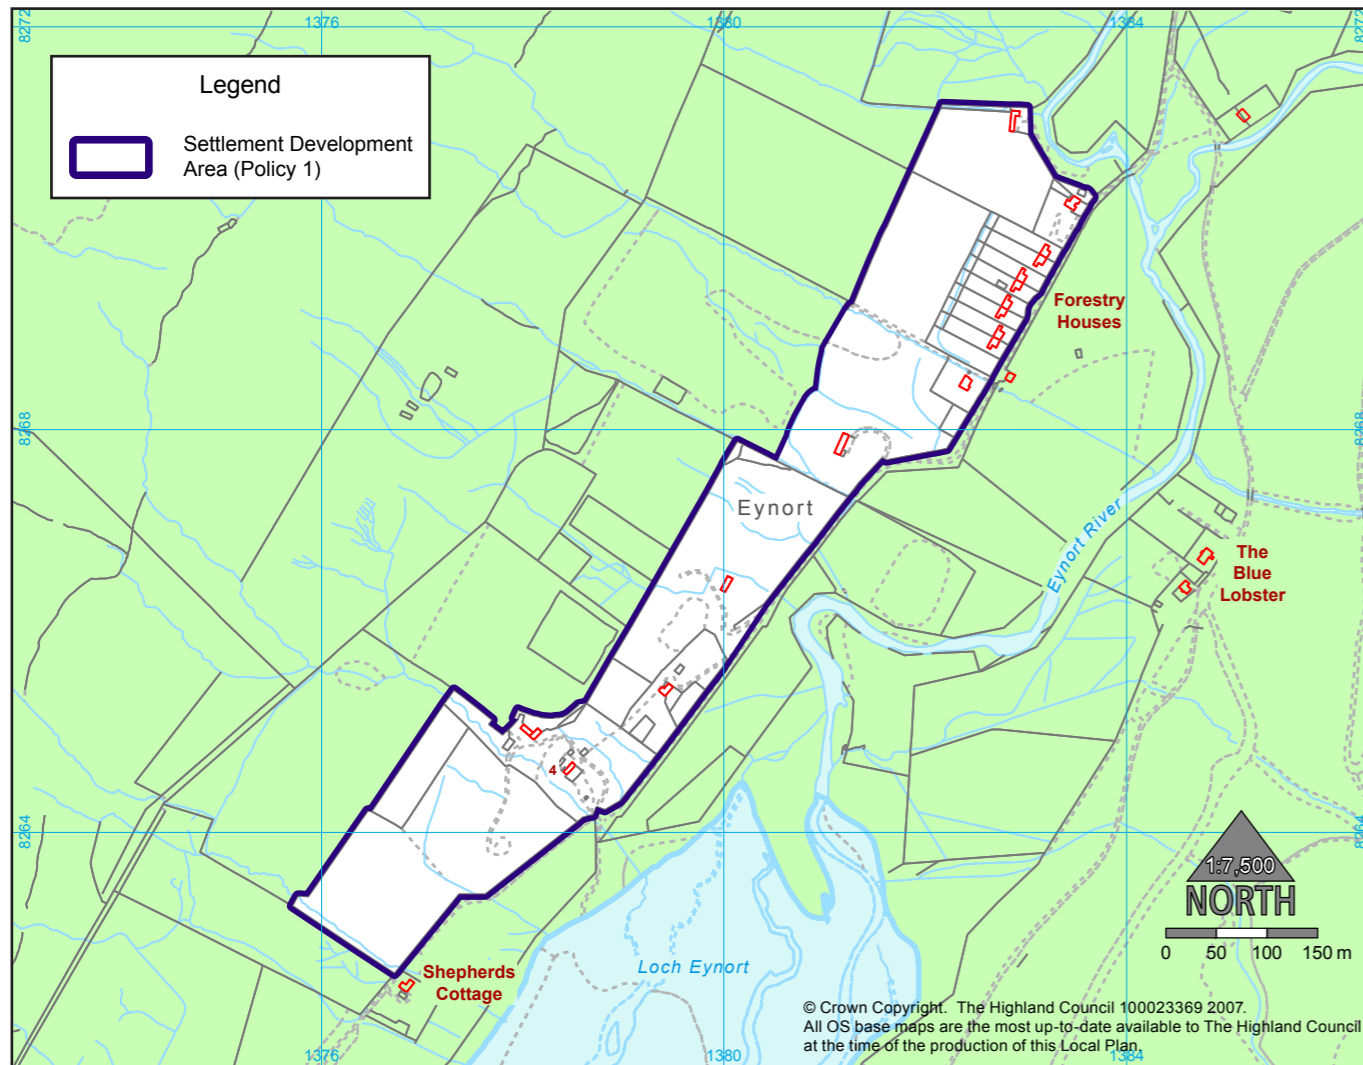 1376
1380
1384
8272
8272
Legend
Settlement Development
Area (Policy 1)
Forestry
Houses
8268
8268
Eynort
Eynort River
The
Blue
Lobster
4
8264
8264
1:7,500
NORTH
0 50 100 150 m
Shepherds
Cottage
Loch Eynort
© Crown Copyright. The Highland Council 100023369 2007.
All OS base maps are the most up-to-date available to The Highland Council
at the time of the production of this Local Plan.
1376
1380
1384